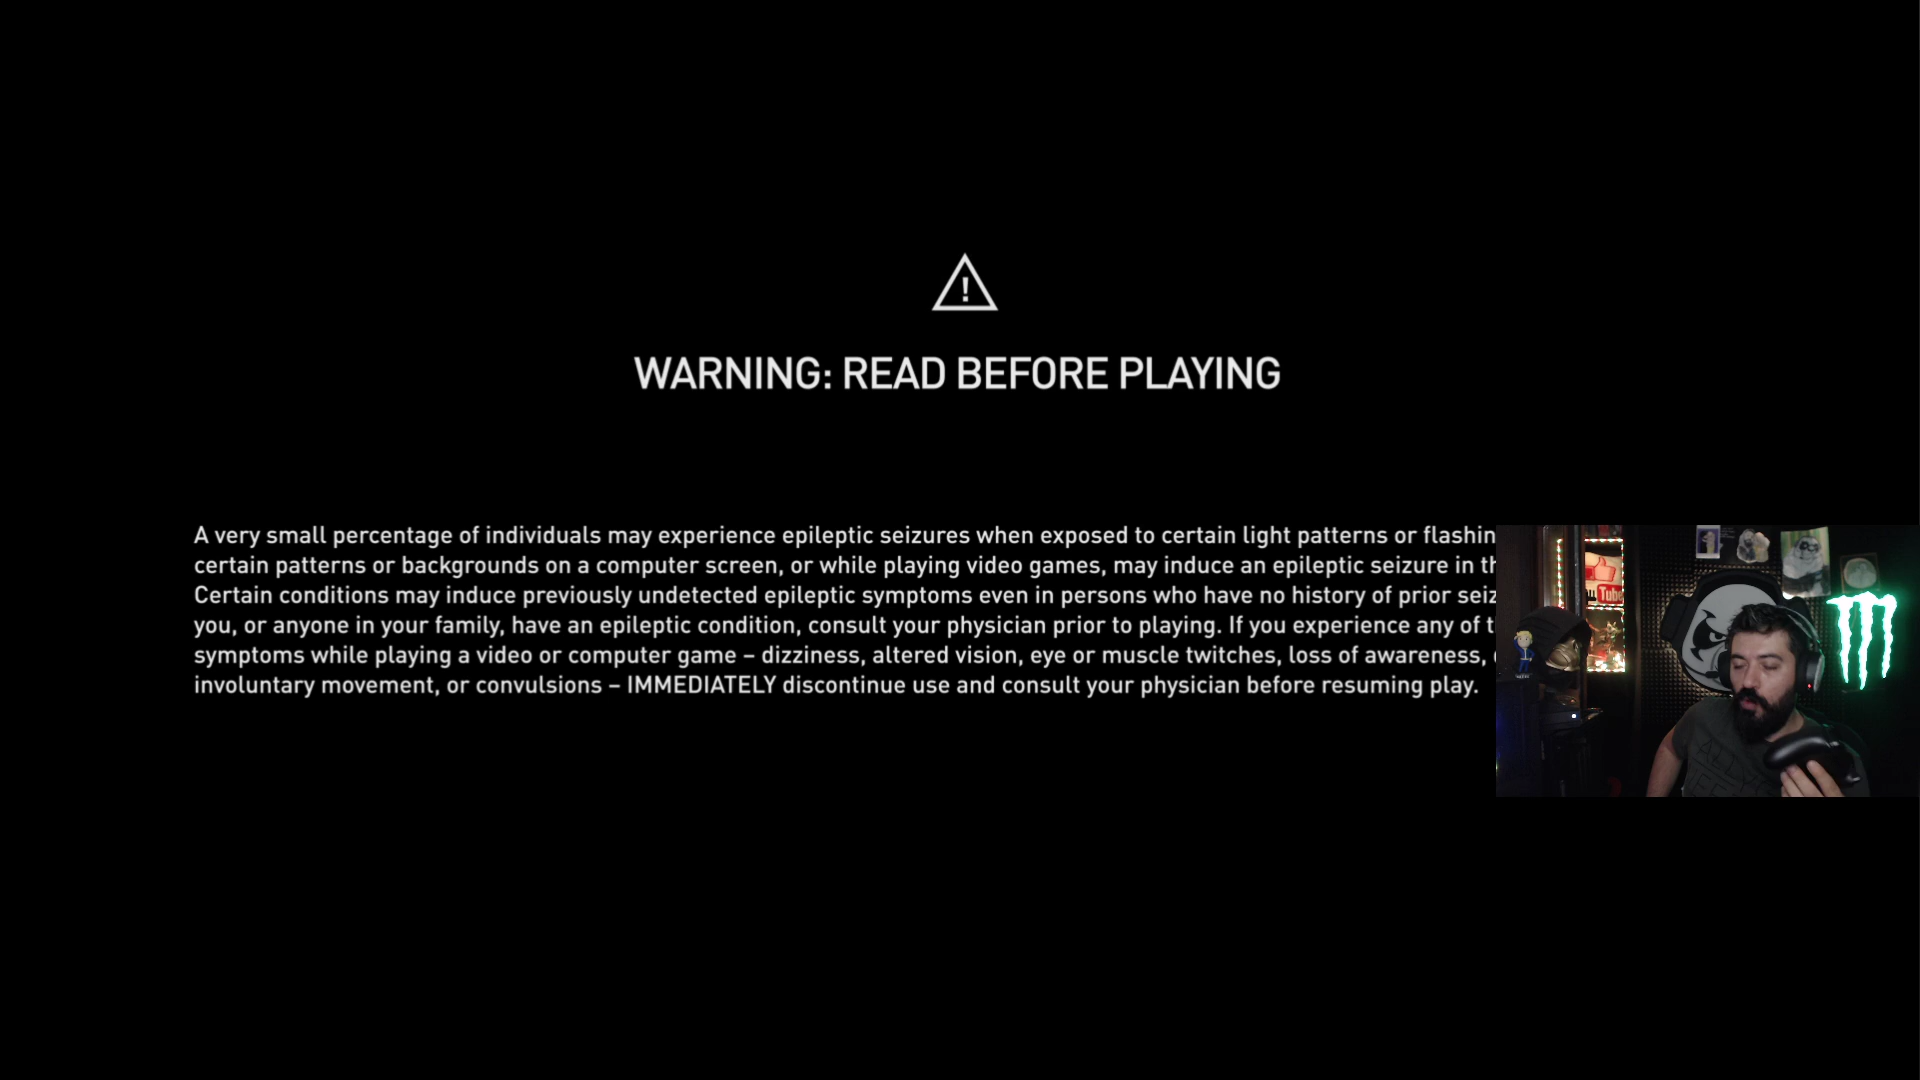 WARNING: READ BEFORE PLAYING
A very small percentage of individuals may experience epileptic seizures when exposed to certain light patterns or
certain patterns or backgrounds on a computer screen, or while playing video games, may induce an epileptic seizure in
Certain conditions may induce previously undetected epileptic symptoms even in persons who have no history of prior
you, or anyone in your family, have an epileptic condition, consult your physician prior to playing. If you experience any of
symptoms while playing a video or computer game – dizziness, altered vision, eye or muscle twitches, loss of awareness,
involuntary movement, or convulsions – IMMEDIATELY discontinue use and consult your physician before resuming play.
Tube